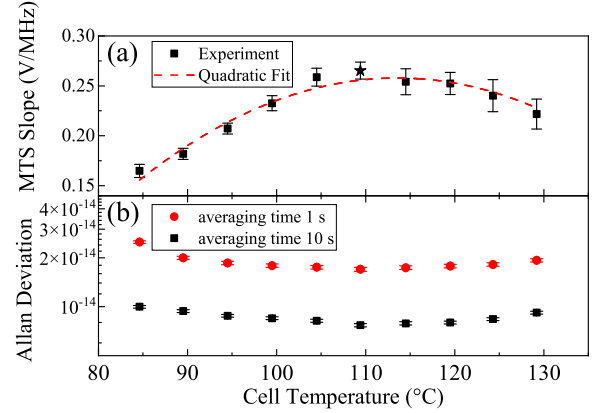 (a)
Experiment
Quadratic Fit
MTS Slope (V/MHz)
0.30
0.25
0.20
0.15
(b)
averaging time 1 s
averaging time 10 s
Allan Deviation
4×10⁻¹⁴
3×10⁻¹⁴
2×10⁻¹⁴
10⁻¹⁴
80 90 100 110 120 130
Cell Temperature (°C)